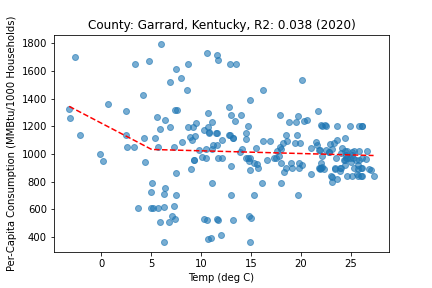 County: Garrard, Kentucky, R2: 0.038 (2020)
Per-Capita Consumption (MMBtu/1000 Households)
1800
1600
1400
1200
1000
800
600
400
0 5 10 15 20 25
Temp (deg C)